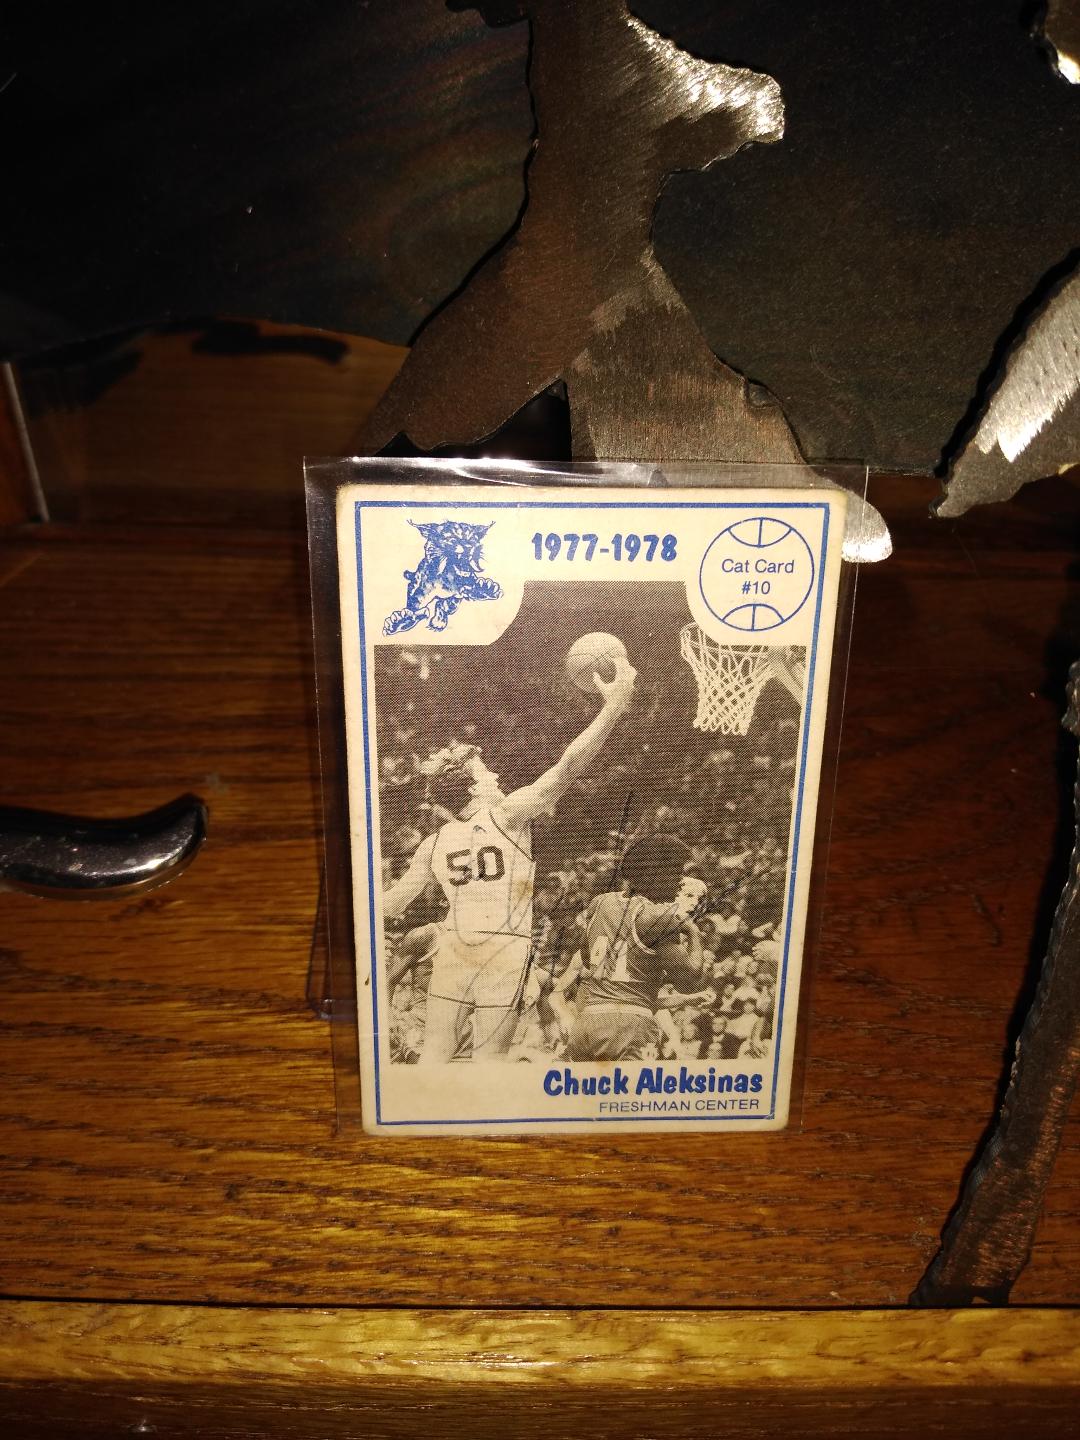 1977-1978
Cat Card
#10
50
Chuck Aleksinas
FRESHMAN CENTER